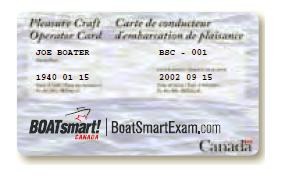 Pleasure Craft Carte de conducteur
Operator Card d'embarcation de plaisance
JOE BOATER BSC - 001
1940 01 15 2002 09 15
BOATsmart! BoatSmartExam.com
CANADA
Canada